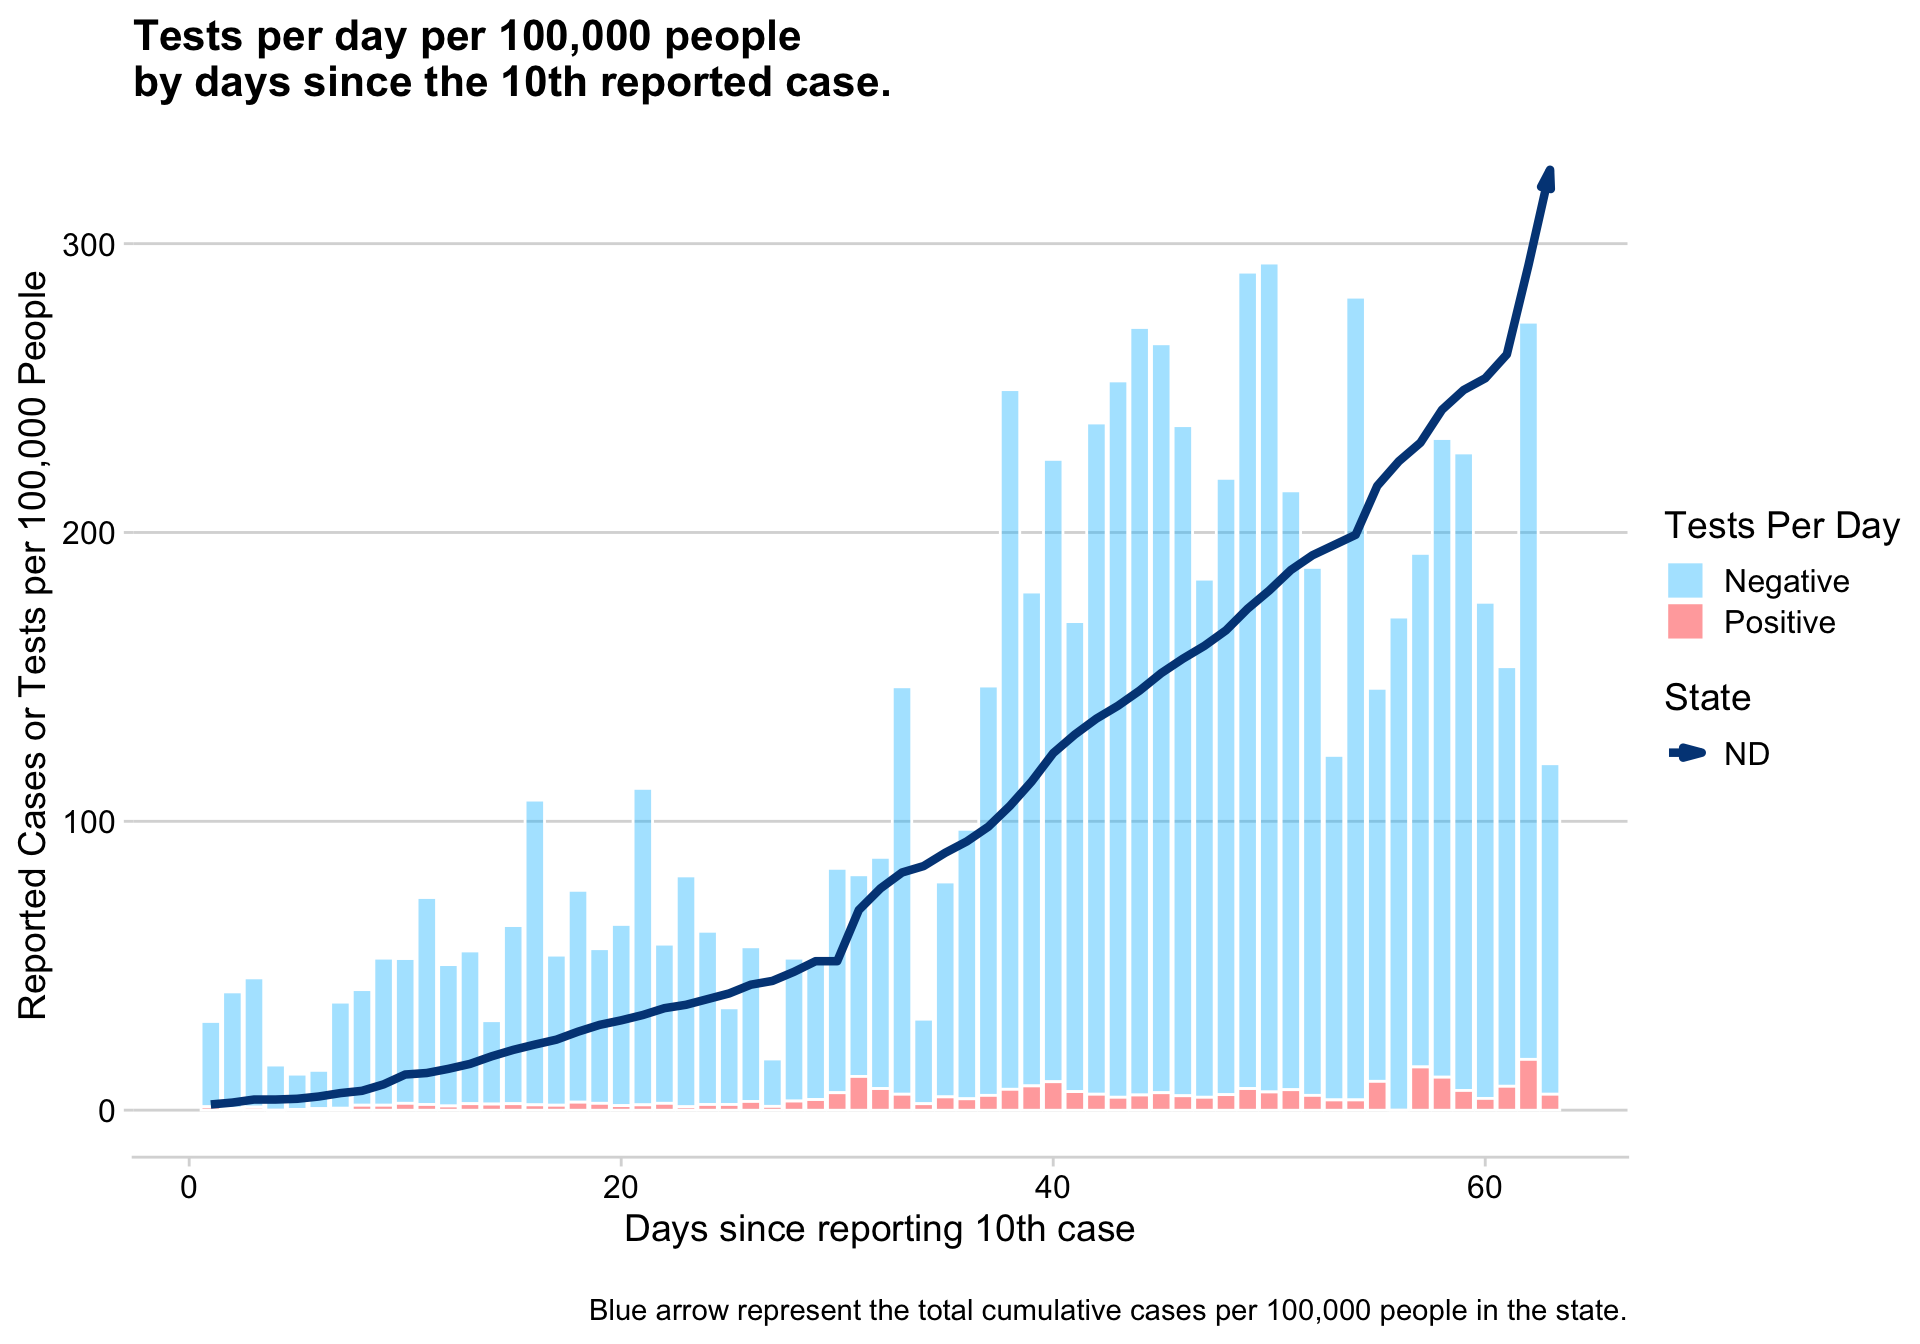 Tests per day per 100,000 people
by days since the 10th reported case.
Reported Cases or Tests per 100,000 People
300
200
100
0
0
20
40
60
Days since reporting 10th case
Tests Per Day
Negative
Positive
State
ND
Blue arrow represent the total cumulative cases per 100,000 people in the state.